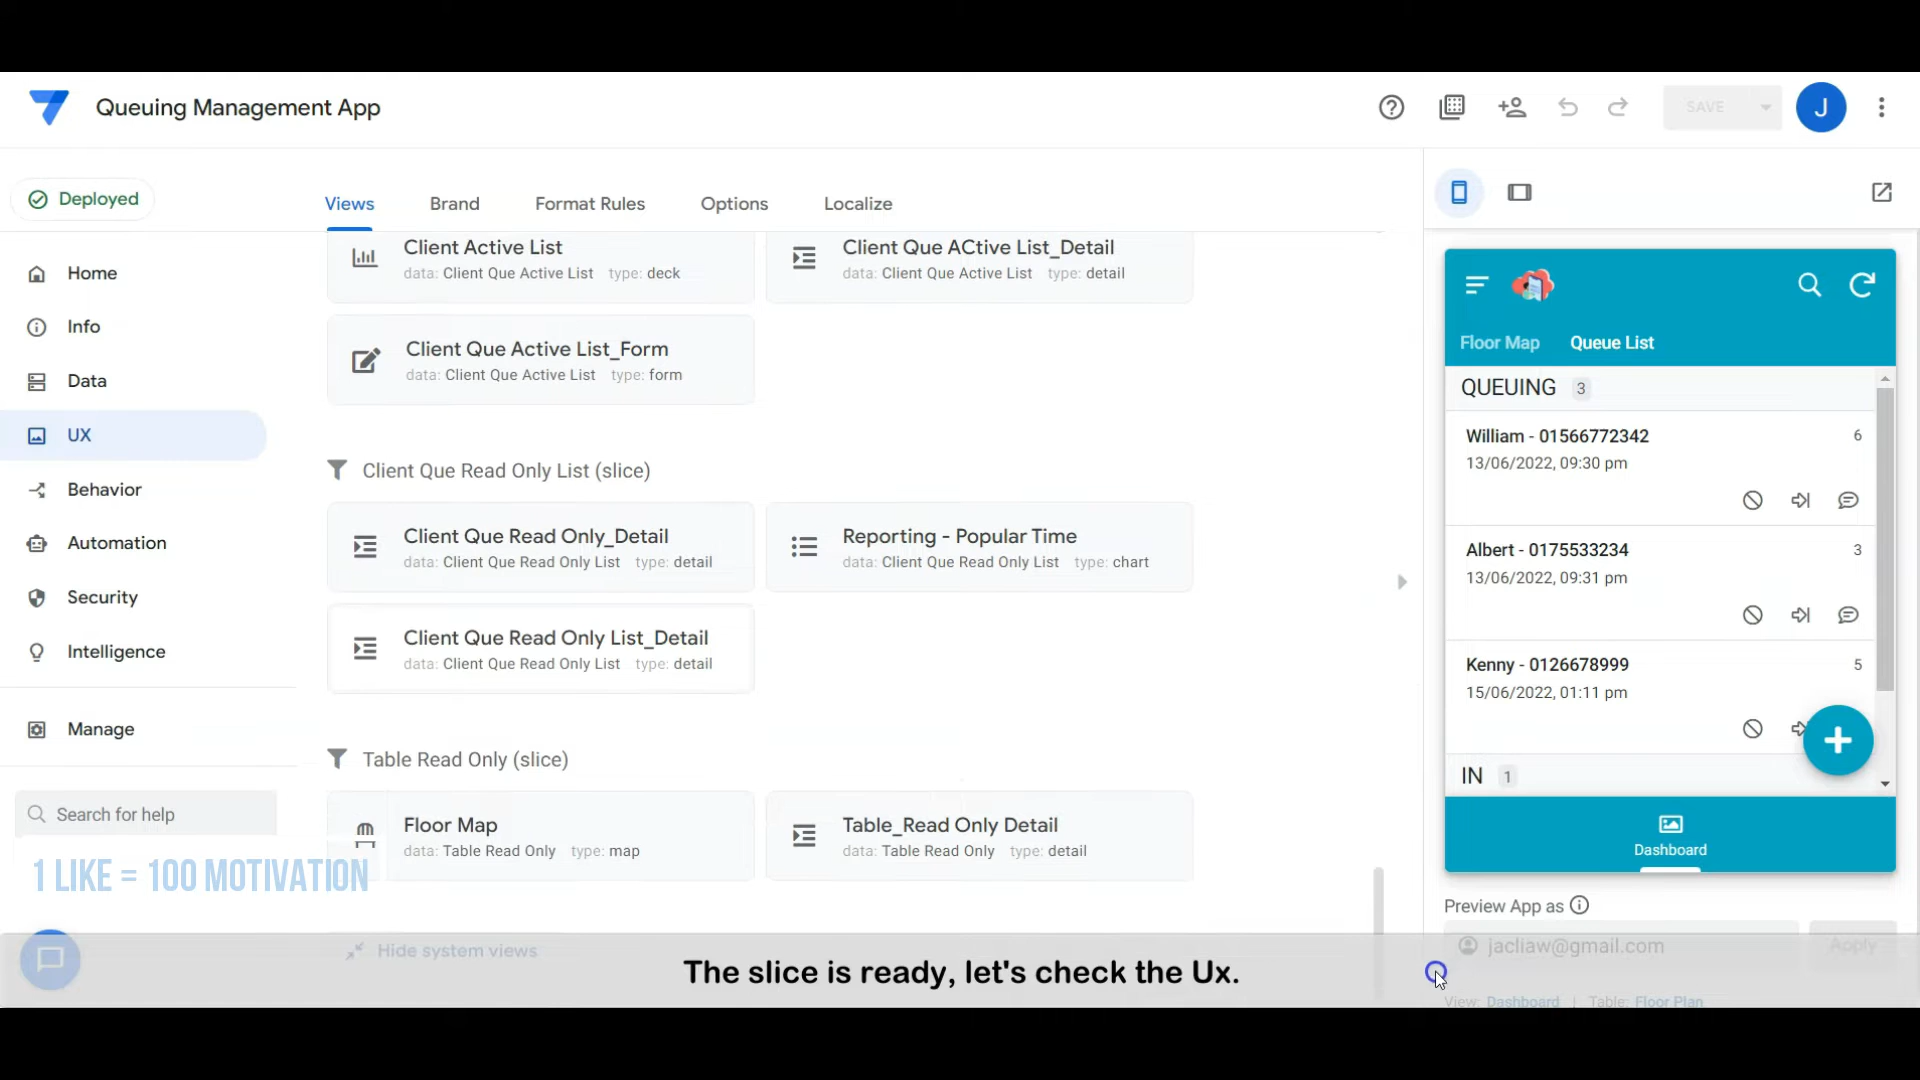 Queuing Management App
SAVE
J
Deployed
Views
Brand
Format Rules
Options
Localize
Home
Info
Data
UX
Behavior
Automation
Security
Intelligence
Manage
Search for help
1 LIKE = 100 MOTIVATION
Client Active List
data: Client Que Active List type: deck
Client Que ACtive List_Detail
data: Client Que Active List type: detail
Client Que Active List_Form
data: Client Que Active List type: form
Client Que Read Only List (slice)
Client Que Read Only_Detail
data: Client Que Read Only List type: detail
Reporting - Popular Time
data: Client Que Read Only List type: chart
Client Que Read Only List_Detail
data: Client Que Read Only List type: detail
Table Read Only (slice)
Floor Map
data: Table Read Only type: map
Table_Read Only Detail
data: Table Read Only type: detail
Hide system views
Floor Map
Queue List
QUEUING 3
William - 01566772342 6
13/06/2022, 09:30 pm
Albert - 0175533234 3
13/06/2022, 09:31 pm
Kenny - 0126678999 5
15/06/2022, 01:11 pm
IN 1
Dashboard
Preview App as
jacliaw@gmail.com
Apply
View: Dashboard | Table: Floor Plan
The slice is ready, let's check the Ux.